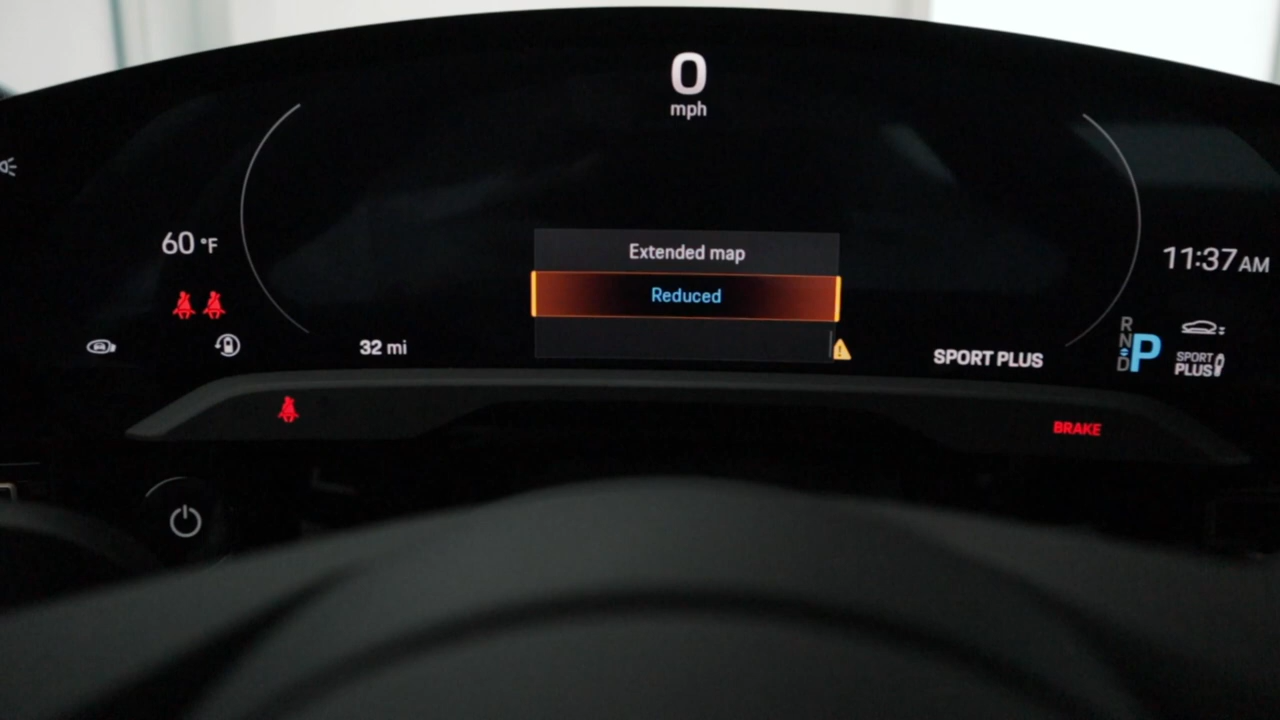 0
mph
60 °F
11:37 AM
Extended map
Reduced
32 mi
SPORT PLUS
R
N
D
P
SPORT
PLUS
BRAKE